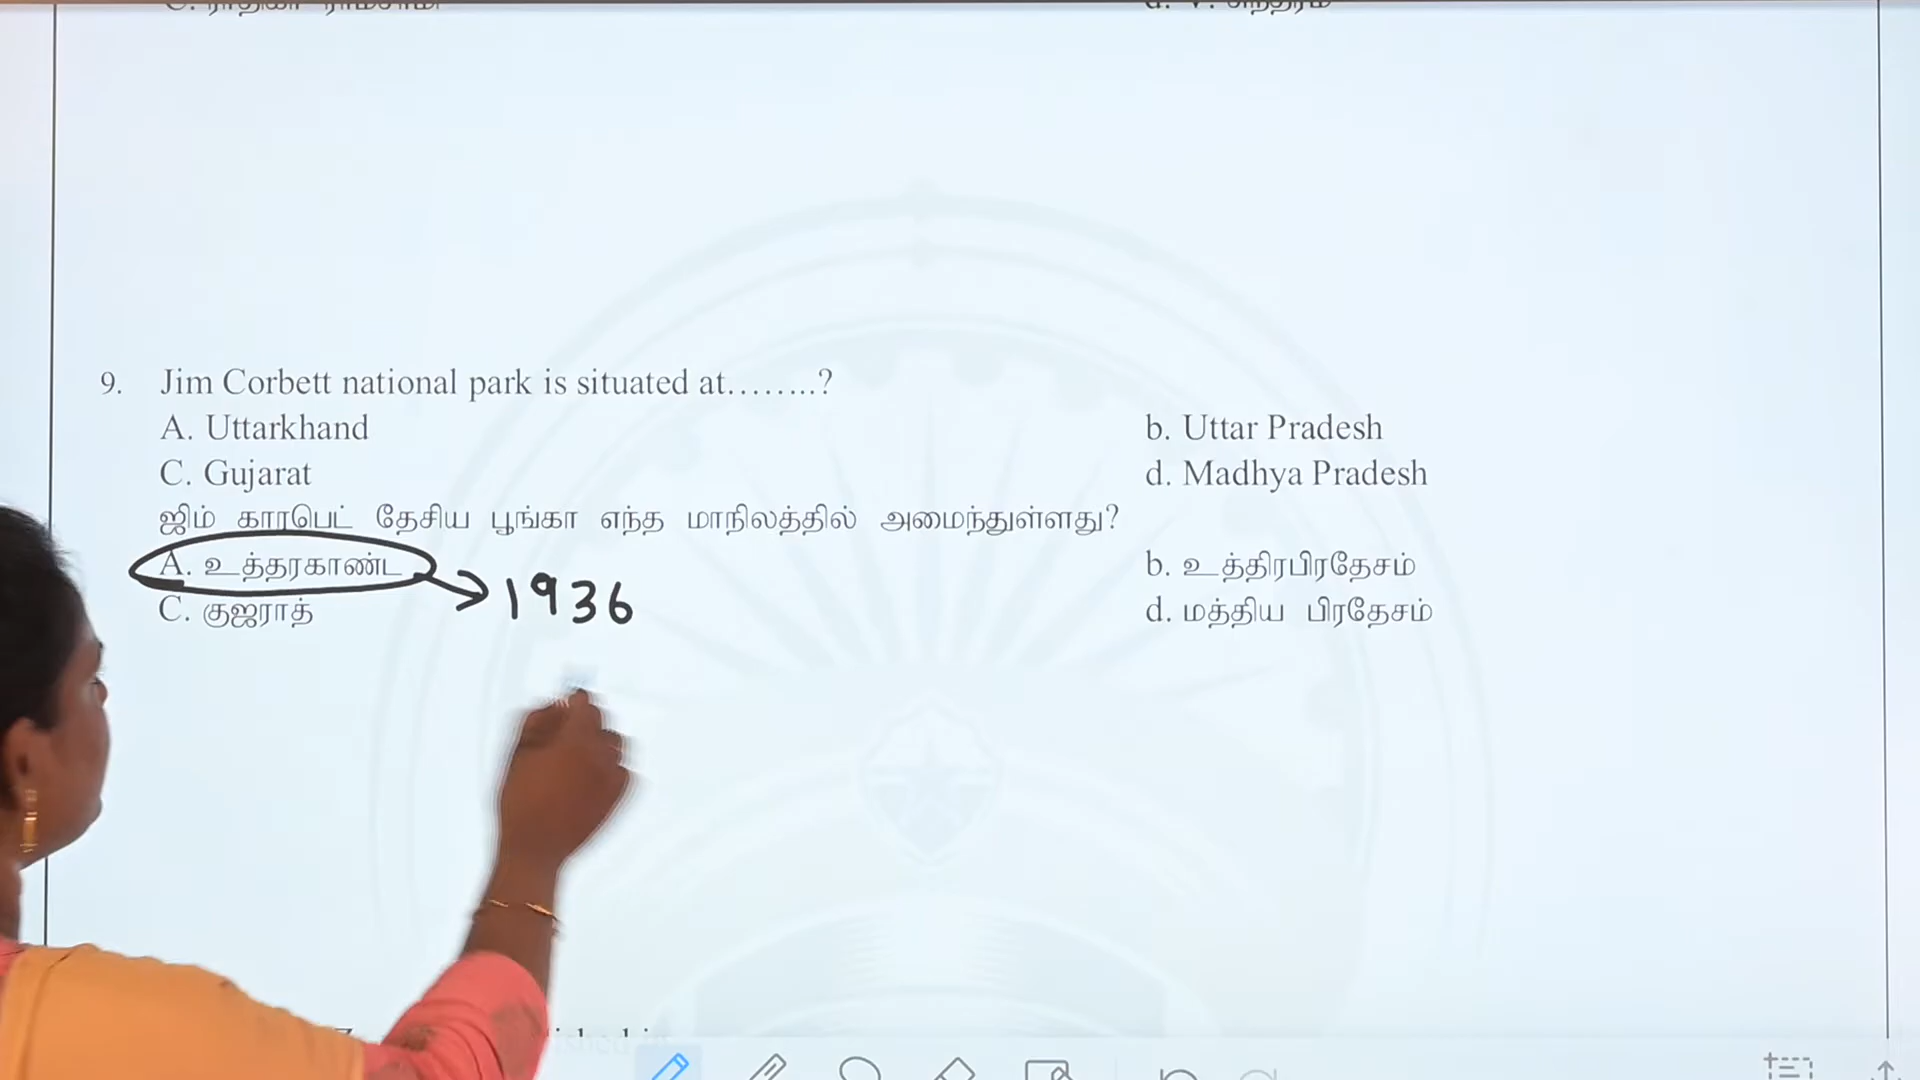 9. Jim Corbett national park is situated at........?
A. Uttarkhand b. Uttar Pradesh
C. Gujarat d. Madhya Pradesh
ஜிம் காரபெட் தேசிய பூங்கா எந்த மாநிலத்தில் அமைந்துள்ளது?
A. உத்தரகாண்ட b. உத்திரபிரதேசம்
1936
C. குஜராத் d. மத்திய பிரதேசம்